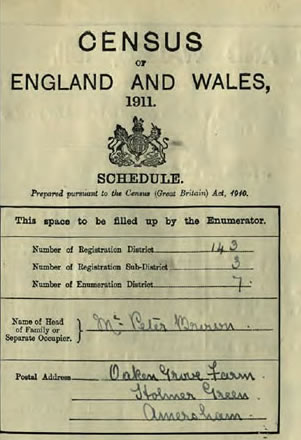 CENSUS
OF
ENGLAND AND WALES,
1911.
SCHEDULE.
Prepared pursuant to the Census (Great Britain) Act, 1910.
This space to be filled up by the Enumerator.
Number of Registration District 143
Number of Registration Sub-District 3
Number of Enumeration District 7.
Name of Head
of Family or
Separate Occupier. } Mr Peter Brown.
Postal Address Oaken Grove Farm.
Holmer Green
Amersham.